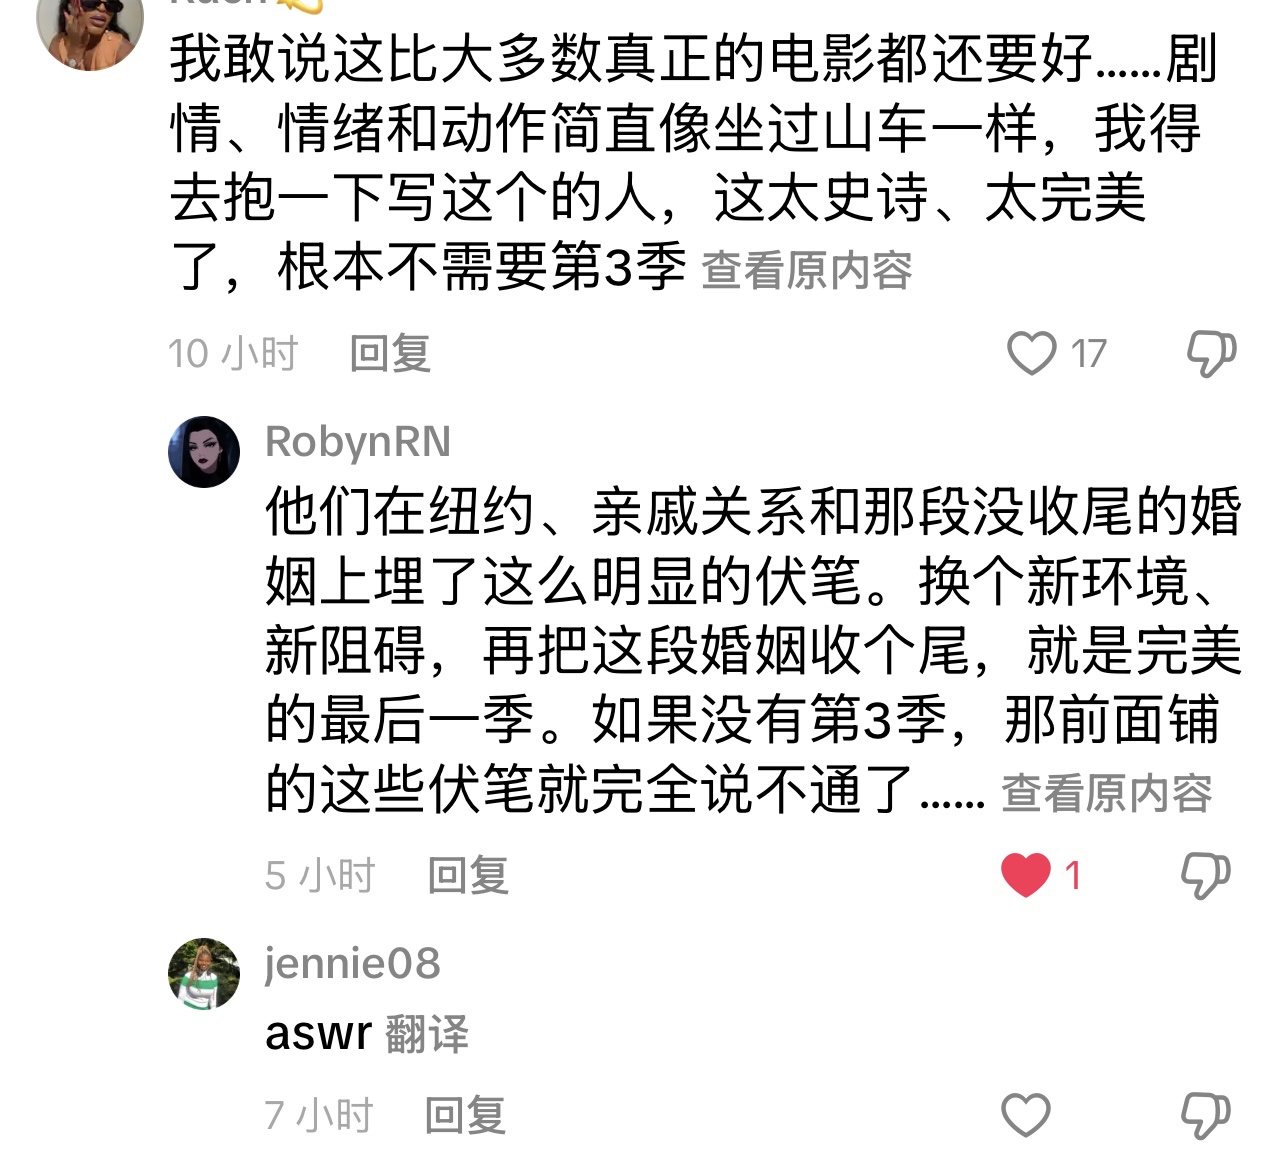 我敢说这比大多数真正的电影都还要好……剧
情、情绪和动作简直像坐过山车一样，我得
去抱一下写这个的人，这太史诗、太完美
了，根本不需要第3季 查看原内容
10 小时 回复 17
RobynRN
他们在纽约、亲戚关系和那段没收尾的婚
姻上埋了这么明显的伏笔。换个新环境、
新阻碍，再把这段婚姻收个尾，就是完美
的最后一季。如果没有第3季，那前面铺
的这些伏笔就完全说不通了…… 查看原内容
5 小时 回复 1
jennie08
aswr 翻译
7 小时 回复